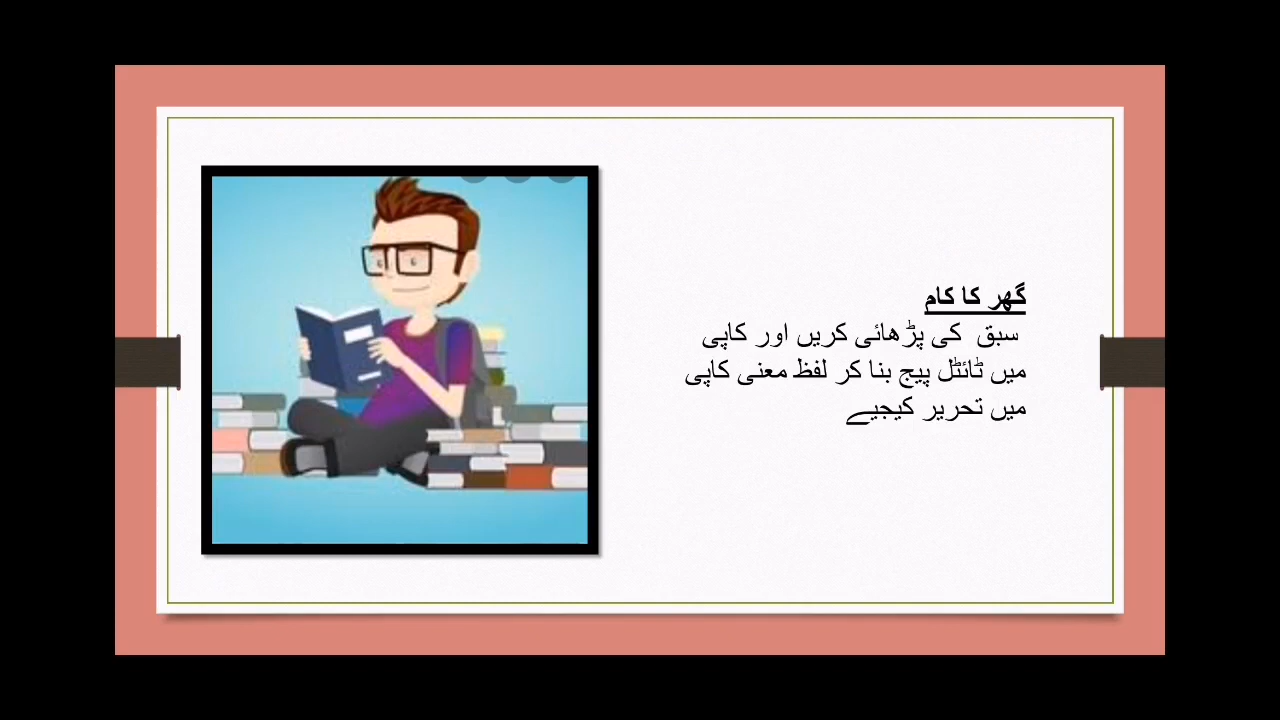 گھر کا کام
سبق کی پڑھائی کریں اور کاپی
میں ٹائٹل پیج بنا کر لفظ معنی کاپی
میں تحریر کیجیے